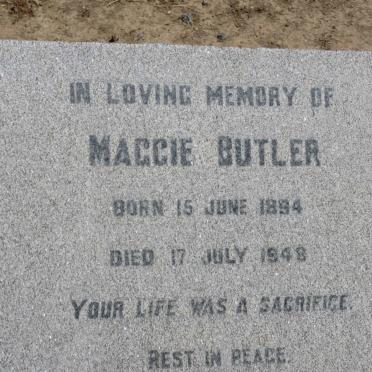 IN LOVING MEMORY OF
MAGGIE BUTLER
BORN 15 JUNE 1894
DIED 17 JULY 1948
YOUR LIFE WAS A SACRIFICE.
REST IN PEACE.